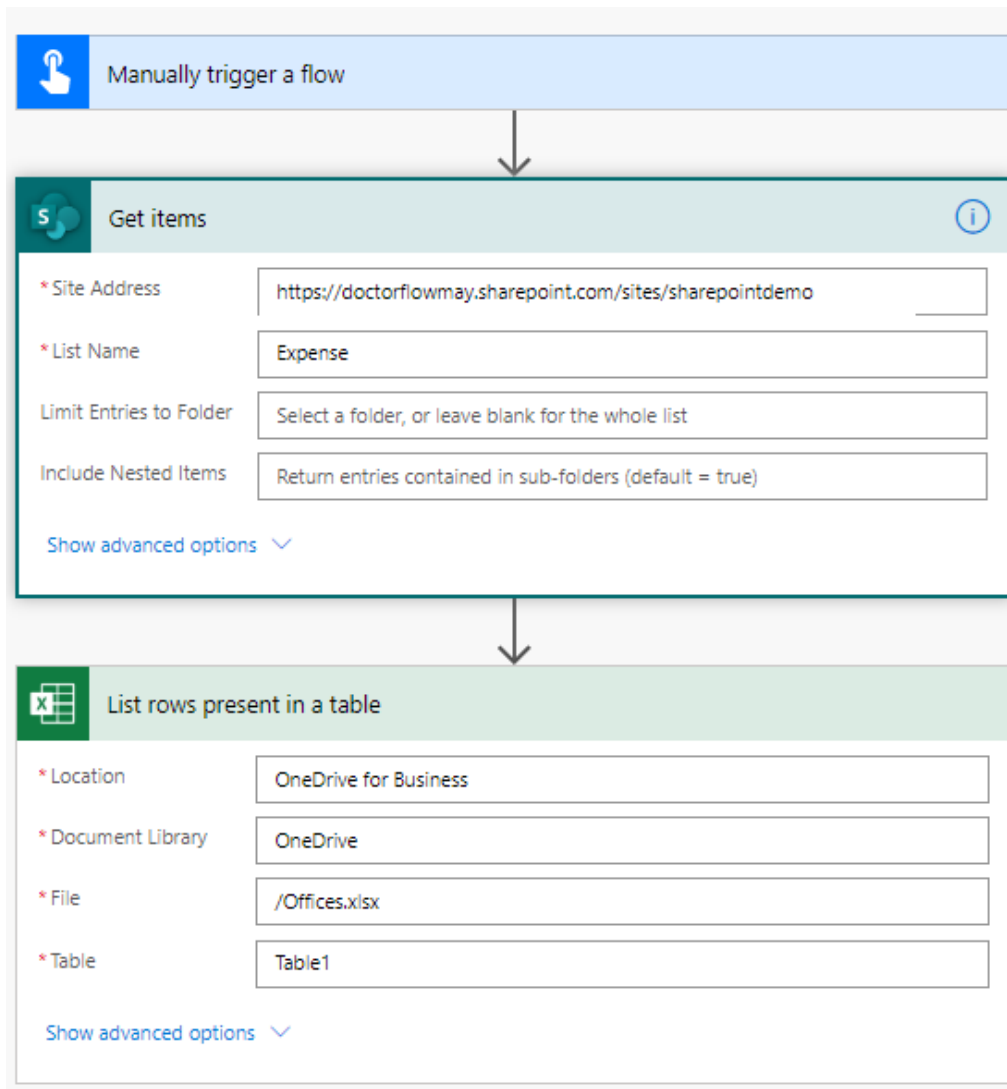 Manually trigger a flow
S
Get items
i
* Site Address
https://doctorflowmay.sharepoint.com/sites/sharepointdemo
* List Name
Expense
Limit Entries to Folder
Select a folder, or leave blank for the whole list
Include Nested Items
Return entries contained in sub-folders (default = true)
Show advanced options
X
List rows present in a table
* Location
OneDrive for Business
* Document Library
OneDrive
* File
/Offices.xlsx
* Table
Table1
Show advanced options